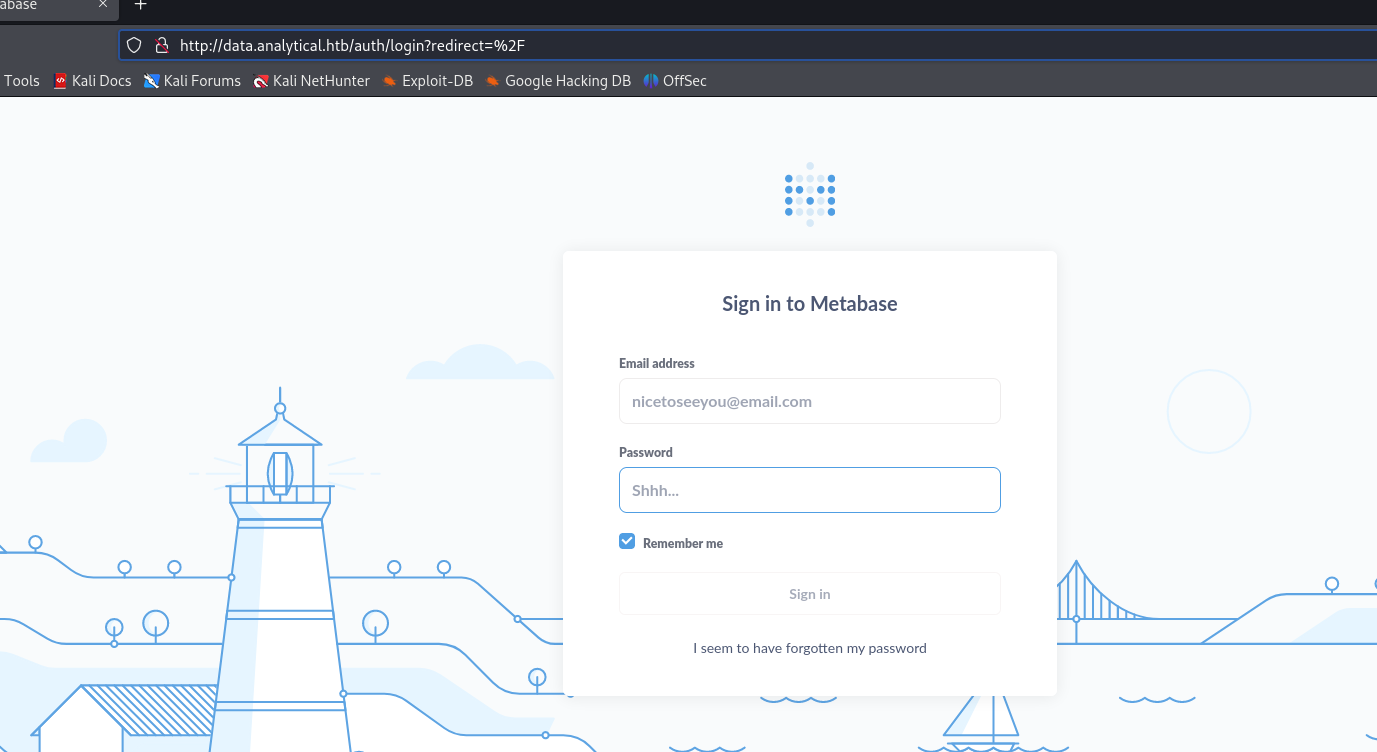 abase × +
http://data.analytical.htb/auth/login?redirect=%2F
Tools Kali Docs Kali Forums Kali NetHunter Exploit-DB Google Hacking DB OffSec
Sign in to Metabase
Email address
nicetoseeyou@email.com
Password
Shhh...
Remember me
Sign in
I seem to have forgotten my password